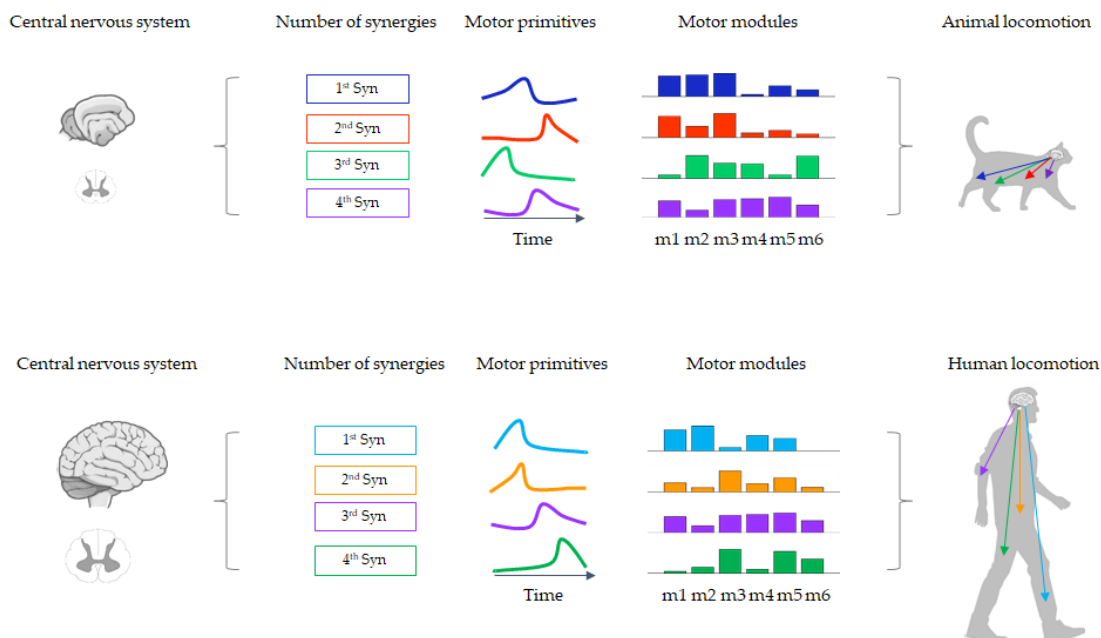 Central nervous system Number of synergies Motor primitives Motor modules Animal locomotion
1st Syn
2nd Syn
3rd Syn
4th Syn
Time m1 m2 m3 m4 m5 m6
Central nervous system Number of synergies Motor primitives Motor modules Human locomotion
1st Syn
2nd Syn
3rd Syn
4th Syn
Time m1 m2 m3 m4 m5 m6